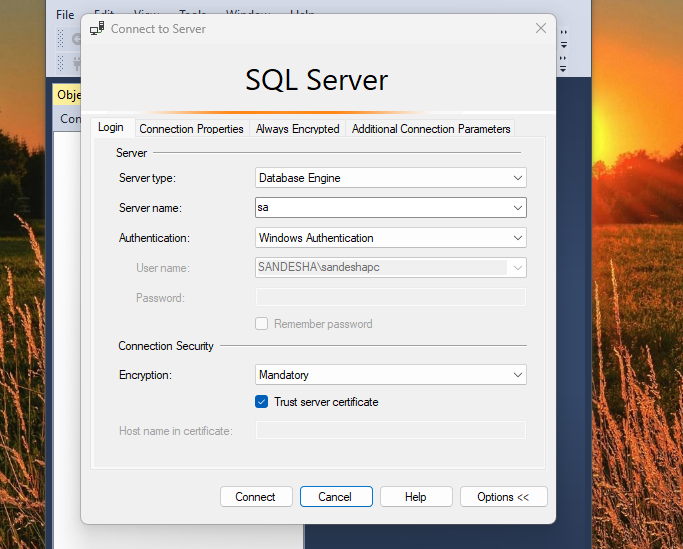 File Edit View Tools Window Help
Connect to Server
SQL Server
Obje
Con
Login Connection Properties Always Encrypted Additional Connection Parameters
Server
Server type: Database Engine
Server name: sa
Authentication: Windows Authentication
User name: SANDESHA\sandeshapc
Password:
Remember password
Connection Security
Encryption: Mandatory
Trust server certificate
Host name in certificate:
Connect Cancel Help Options <<